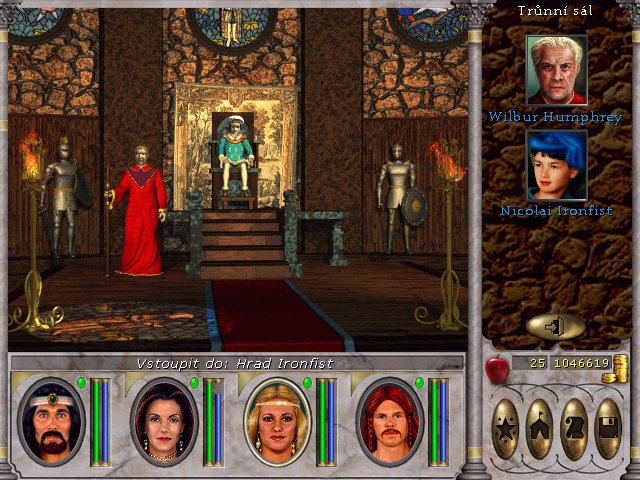 Trůnní sál
Wilbur Humphrey
Nicolai Ironfist
Vstoupit do: Hrad Ironfist
25 1046619